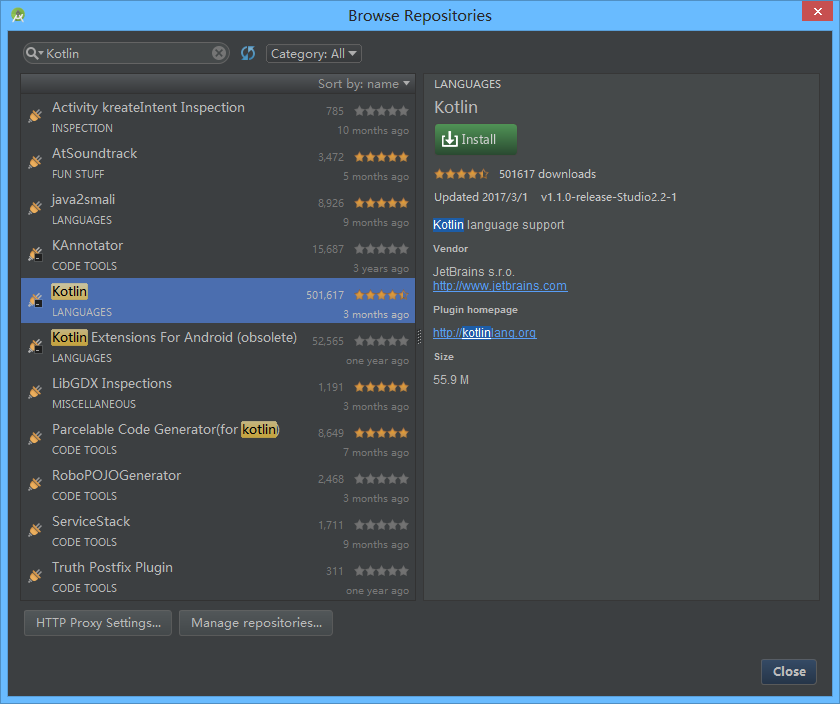 Browse Repositories
Kotlin
Category: All
Sort by: name
Activity kreateIntent Inspection 785
INSPECTION 10 months ago
AtSoundtrack 3,472
FUN STUFF 5 months ago
java2smali 8,926
LANGUAGES 9 months ago
KAnnotator 15,687
CODE TOOLS 3 years ago
Kotlin 501,617
LANGUAGES 3 months ago
Kotlin Extensions For Android (obsolete) 52,565
LANGUAGES one year ago
LibGDX Inspections 1,191
MISCELLANEOUS 3 months ago
Parcelable Code Generator(for kotlin) 8,649
CODE TOOLS 7 months ago
RoboPOJOGenerator 2,468
CODE TOOLS 3 months ago
ServiceStack 1,711
CODE TOOLS 9 months ago
Truth Postfix Plugin 311
CODE TOOLS one year ago
LANGUAGES
Kotlin
Install
501617 downloads
Updated 2017/3/1 v1.1.0-release-Studio2.2-1
Kotlin language support
Vendor
JetBrains s.r.o.
http://www.jetbrains.com
Plugin homepage
http://kotlinlang.org
Size
55.9 M
HTTP Proxy Settings...
Manage repositories...
Close